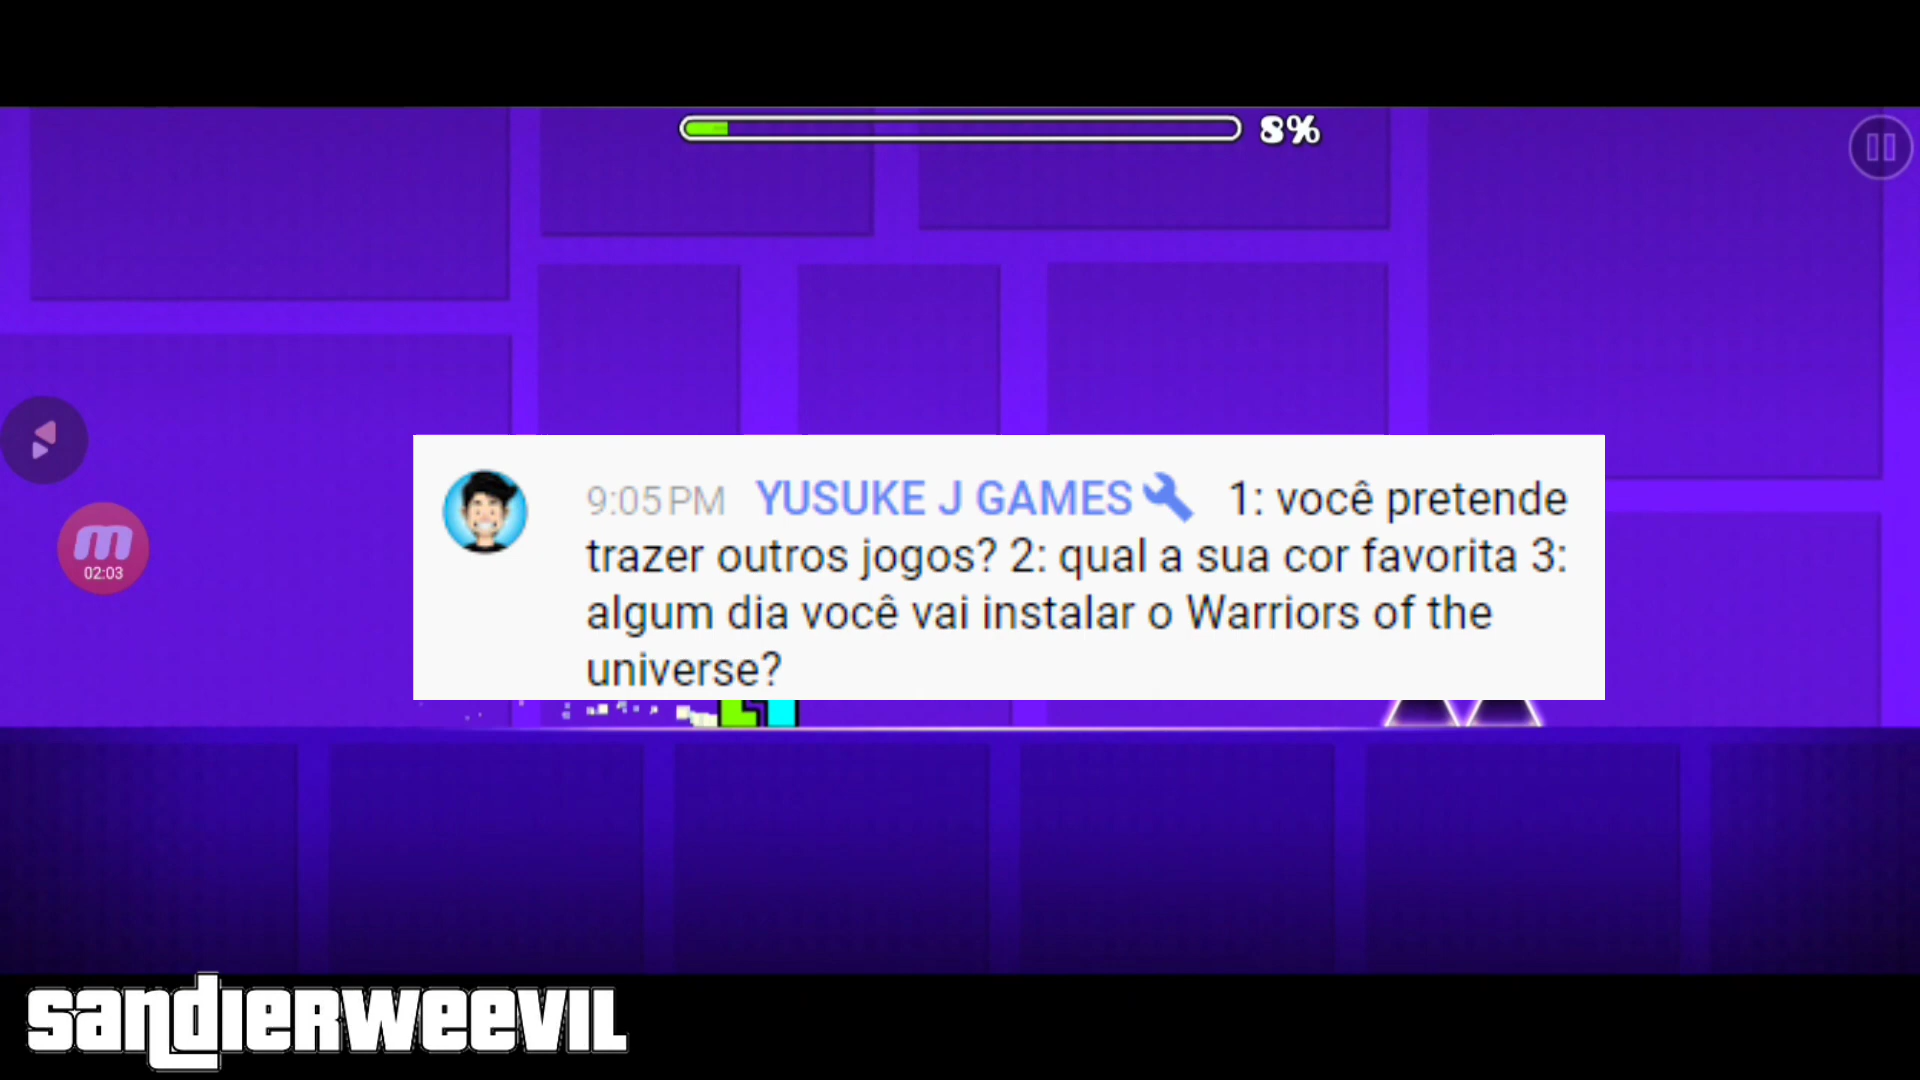 8%
9:05 PM YUSUKE J GAMES 1: você pretende
trazer outros jogos? 2: qual a sua cor favorita 3:
algum dia você vai instalar o Warriors of the
universe?
m
02:03
SANDIERWEEVIL